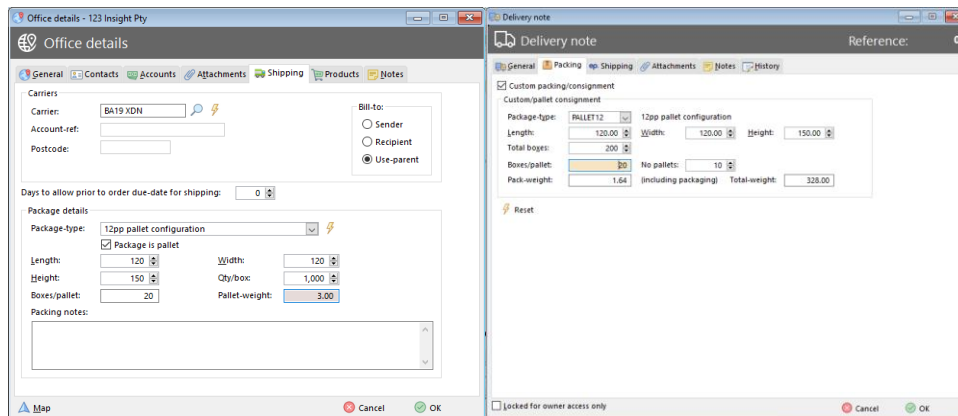 Office details - 123 Insight Pty
Office details
General Contacts Accounts Attachments Shipping Products Notes
Carriers
Carrier: BA19 XDN
Account-ref:
Postcode:
Bill-to:
Sender
Recipient
Use-parent
Days to allow prior to order due-date for shipping: 0
Package details
Package-type: 12pp pallet configuration
Package is pallet
Length: 120 Width: 120
Height: 150 Qty/box: 1,000
Boxes/pallet: 20 Pallet-weight: 3.00
Packing notes:
Map Cancel OK
Delivery note
Delivery note Reference:
General Packing Shipping Attachments Notes History
Custom packing/consignment
Custom/pallet consignment
Package-type: PALLET12 12pp pallet configuration
Length: 120.00 Width: 120.00 Height: 150.00
Total boxes: 200
Boxes/pallet: 20 No pallets: 10
Pack-weight: 1.64 (including packaging) Total-weight: 328.00
Reset
Locked for owner access only Cancel OK